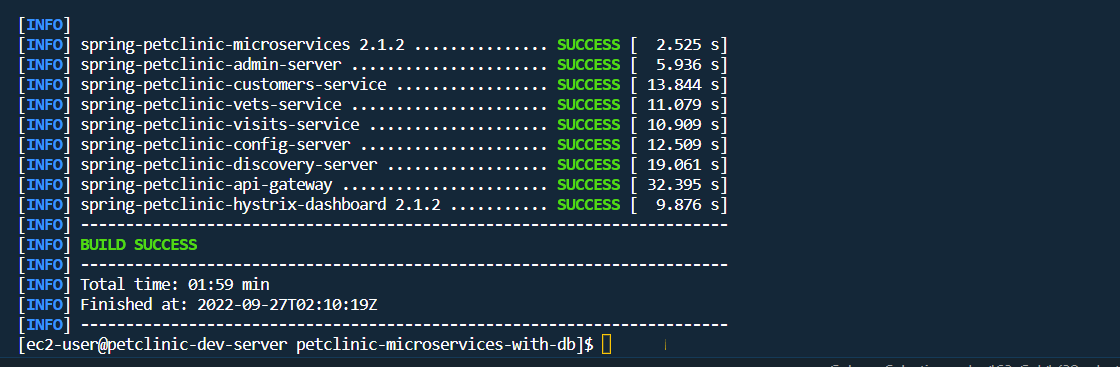 [INFO]
[INFO] spring-petclinic-microservices 2.1.2 ............... SUCCESS [  2.525 s]
[INFO] spring-petclinic-admin-server ...................... SUCCESS [  5.936 s]
[INFO] spring-petclinic-customers-service ................. SUCCESS [ 13.844 s]
[INFO] spring-petclinic-vets-service ...................... SUCCESS [ 11.079 s]
[INFO] spring-petclinic-visits-service .................... SUCCESS [ 10.909 s]
[INFO] spring-petclinic-config-server ..................... SUCCESS [ 12.509 s]
[INFO] spring-petclinic-discovery-server .................. SUCCESS [ 19.061 s]
[INFO] spring-petclinic-api-gateway ....................... SUCCESS [ 32.395 s]
[INFO] spring-petclinic-hystrix-dashboard 2.1.2 ........... SUCCESS [  9.876 s]
[INFO] ------------------------------------------------------------------------
[INFO] BUILD SUCCESS
[INFO] ------------------------------------------------------------------------
[INFO] Total time: 01:59 min
[INFO] Finished at: 2022-09-27T02:10:19Z
[INFO] ------------------------------------------------------------------------
[ec2-user@petclinic-dev-server petclinic-microservices-with-db]$